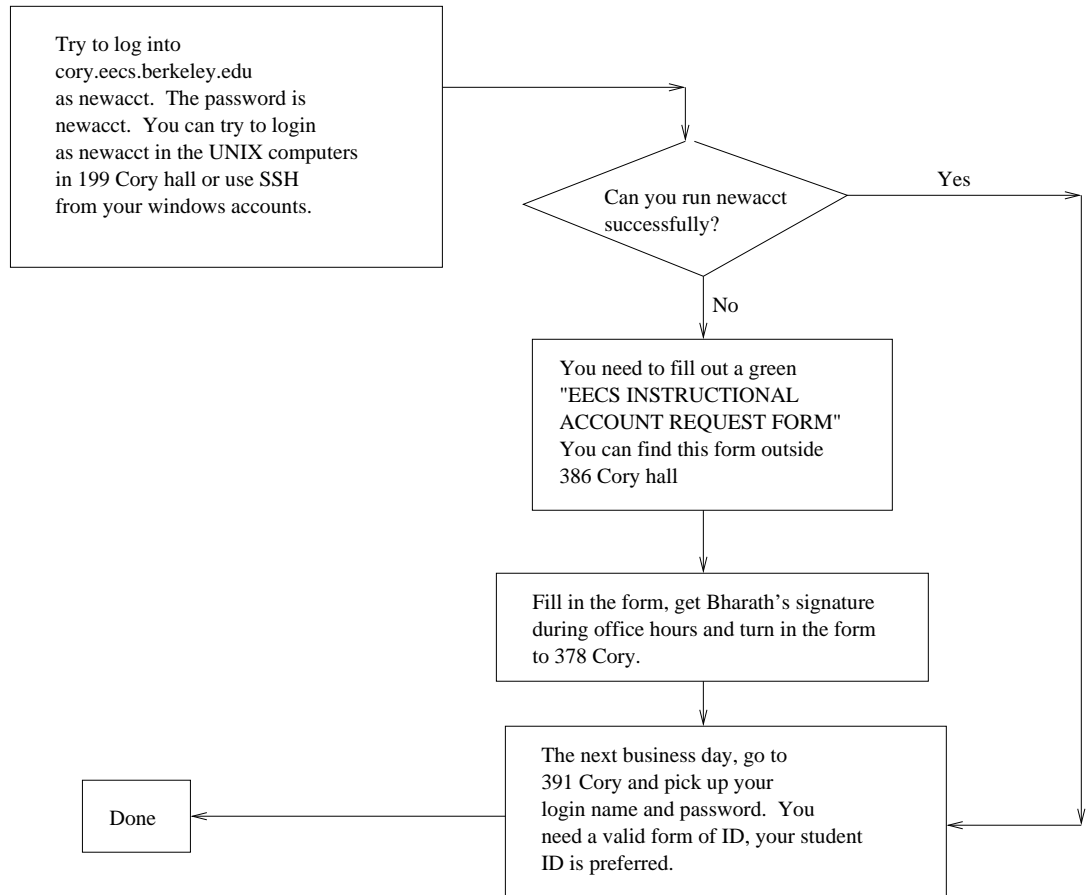 Try to log into
cory.eecs.berkeley.edu
as newacct. The password is
newacct. You can try to login
as newacct in the UNIX computers
in 199 Cory hall or use SSH
from your windows accounts.
Can you run newacct
successfully?
Yes
No
You need to fill out a green
"EECS INSTRUCTIONAL
ACCOUNT REQUEST FORM"
You can find this form outside
386 Cory hall
Fill in the form, get Bharath's signature
during office hours and turn in the form
to 378 Cory.
The next business day, go to
391 Cory and pick up your
login name and password. You
need a valid form of ID, your student
ID is preferred.
Done